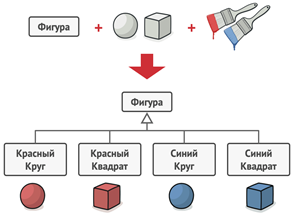 Фигура
+
+
Фигура
Красный
Круг
Красный
Квадрат
Синий
Круг
Синий
Квадрат